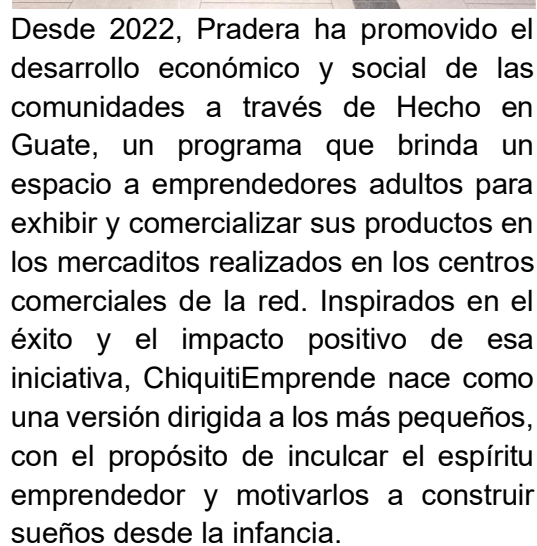 Desde 2022, Pradera ha promovido el
desarrollo económico y social de las
comunidades a través de Hecho en
Guate, un programa que brinda un
espacio a emprendedores adultos para
exhibir y comercializar sus productos en
los mercaditos realizados en los centros
comerciales de la red. Inspirados en el
éxito y el impacto positivo de esa
iniciativa, ChiquitiEmprende nace como
una versión dirigida a los más pequeños,
con el propósito de inculcar el espíritu
emprendedor y motivarlos a construir
sueños desde la infancia.